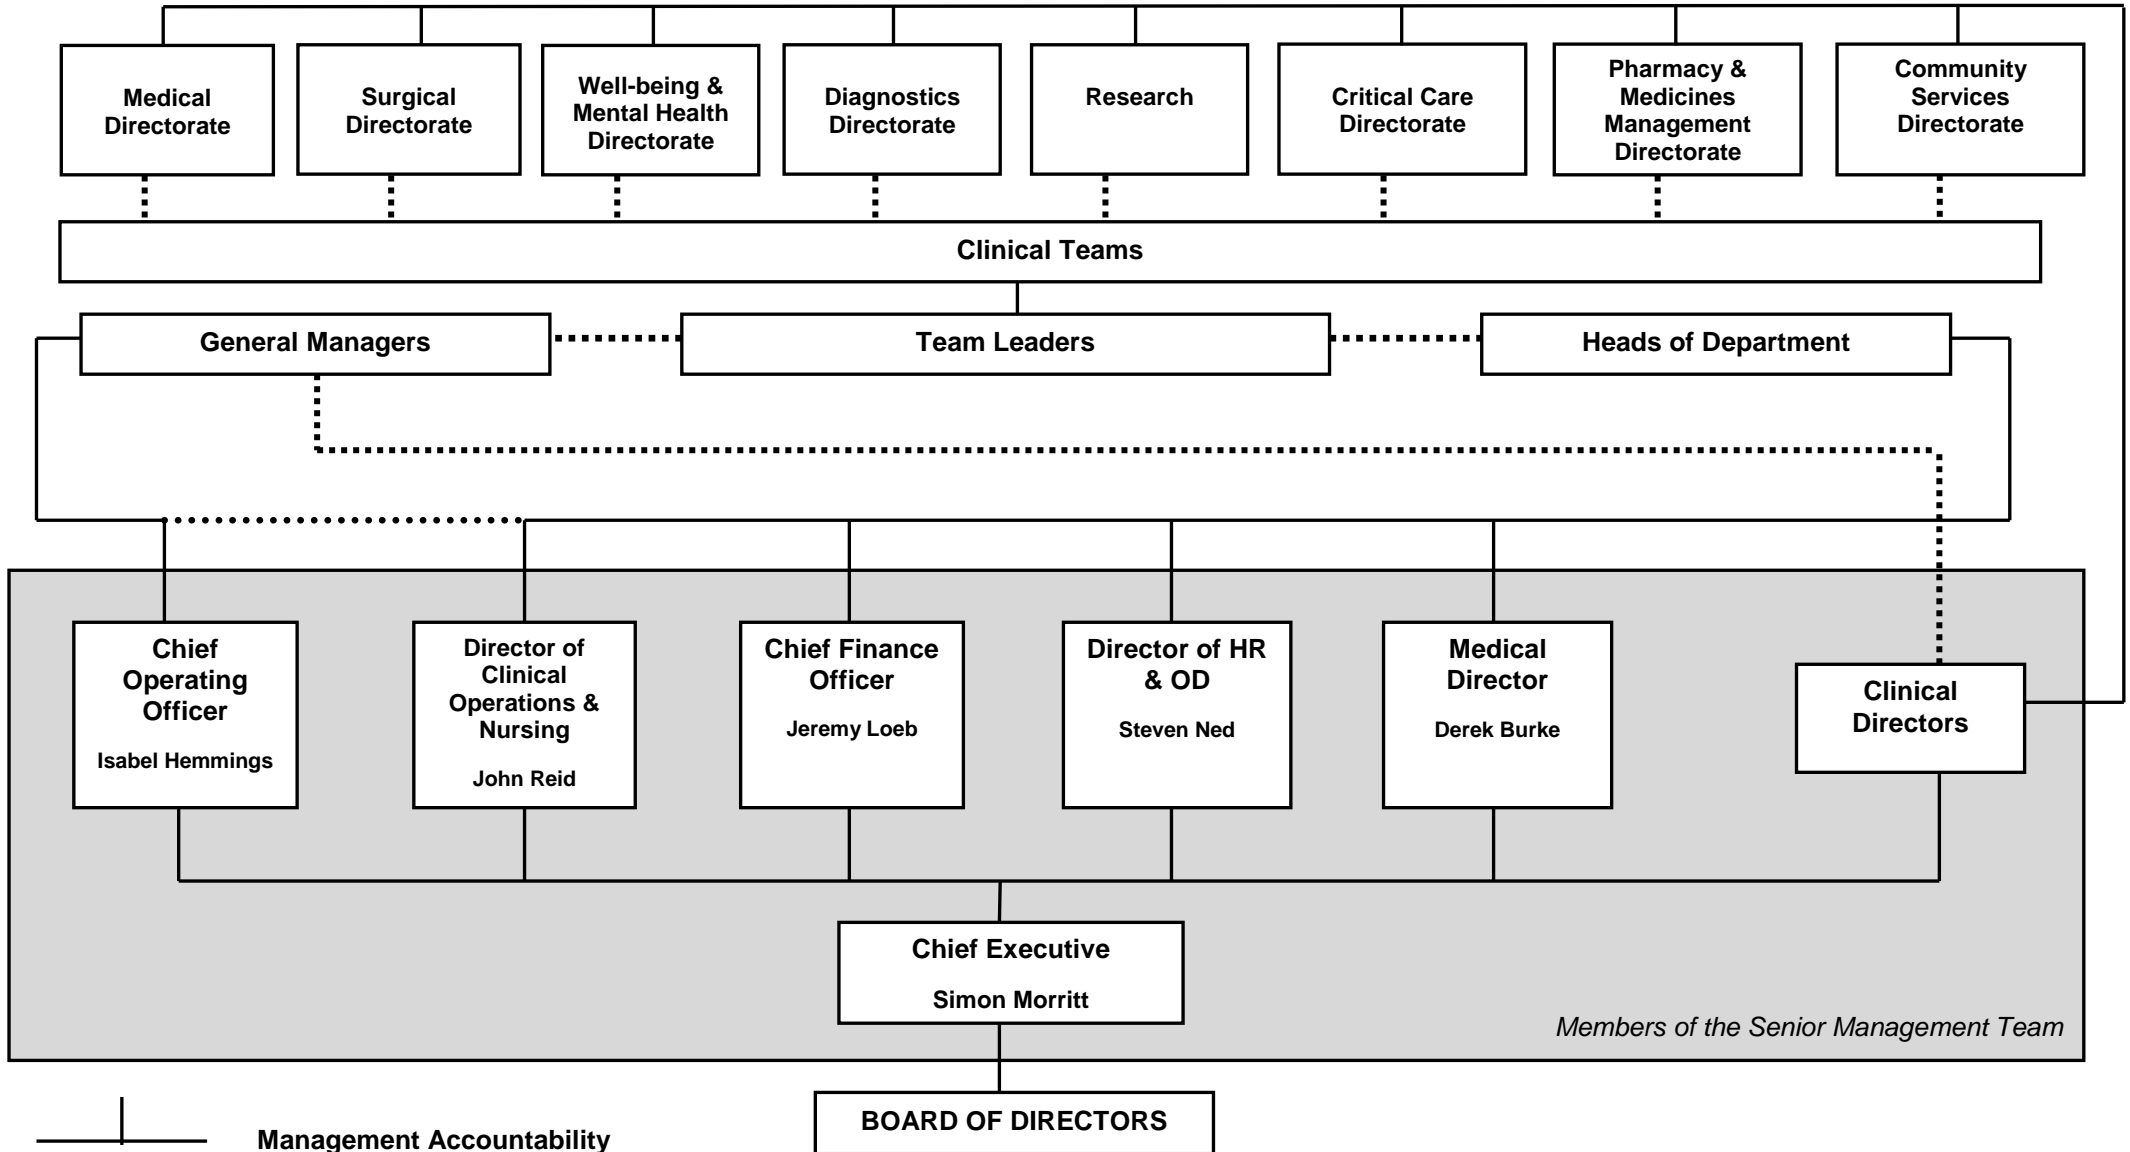 Medical
Directorate
Surgical
Directorate
Well-being &
Mental Health
Directorate
Diagnostics
Directorate
Research
Critical Care
Directorate
Pharmacy &
Medicines
Management
Directorate
Community
Services
Directorate
Clinical Teams
General Managers
Team Leaders
Heads of Department
Chief
Operating
Officer
Isabel Hemmings
Director of
Clinical
Operations &
Nursing
John Reid
Chief Finance
Officer
Jeremy Loeb
Director of HR
& OD
Steven Ned
Medical
Director
Derek Burke
Clinical
Directors
Chief Executive
Simon Morritt
Members of the Senior Management Team
BOARD OF DIRECTORS
Management Accountability